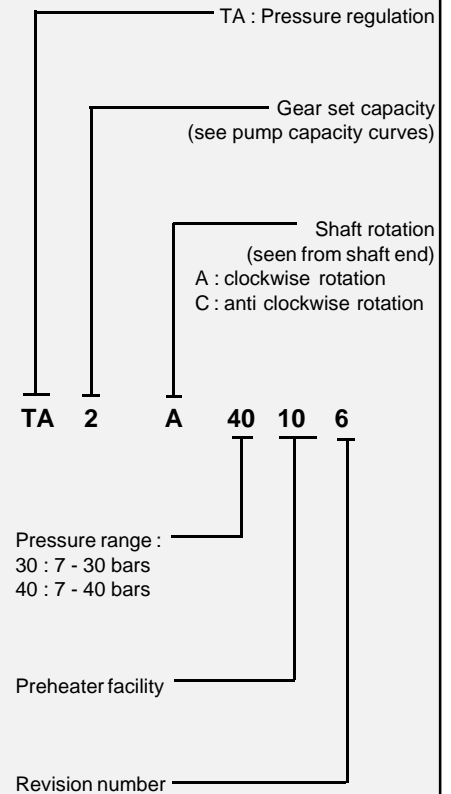 TA : Pressure regulation
Gear set capacity
(see pump capacity curves)
Shaft rotation
(seen from shaft end)
A : clockwise rotation
C : anti clockwise rotation
TA 2 A 40 10 6
Pressure range :
30 : 7 - 30 bars
40 : 7 - 40 bars
Preheater facility
Revision number